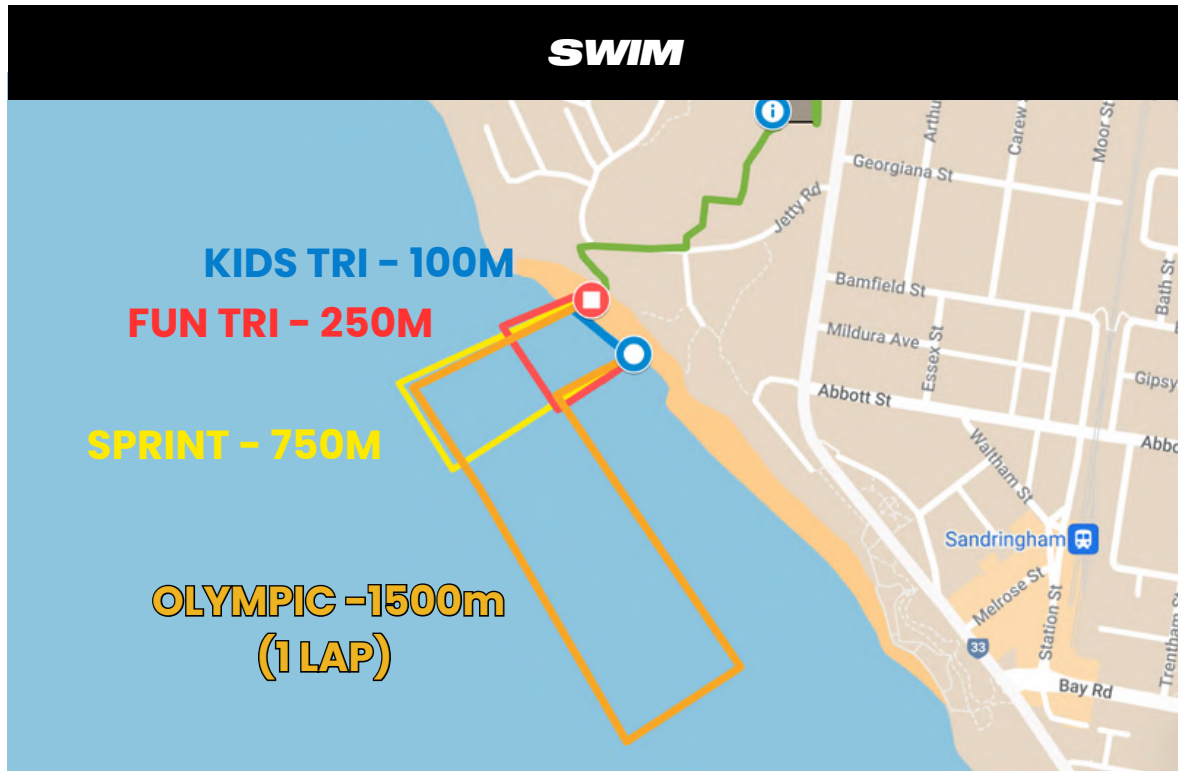 SWIM
Georgiana St
Arthu
Carew
Moor St
Jetty Rd
KIDS TRI - 100M
Bamfield St
Bath St
FUN TRI - 250M
Mildura Ave
Essex St
Gipsy
Abbott St
Abbo
SPRINT - 750M
Waltham St
Sandringham
OLYMPIC -1500m
(1 LAP)
Melrose St
Station St
Trentham St
33
Bay Rd